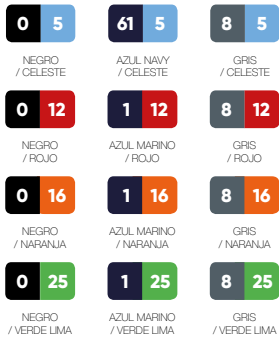 0 5 61 5 8 5
NEGRO AZUL NAVY GRIS
/ CELESTE / CELESTE / CELESTE
0 12 1 12 8 12
NEGRO AZUL MARINO GRIS
/ ROJO / ROJO / ROJO
0 16 1 16 8 16
NEGRO AZUL MARINO GRIS
/ NARANJA / NARANJA / NARANJA
0 25 1 25 8 25
NEGRO AZUL MARINO GRIS
/ VERDE LIMA / VERDE LIMA / VERDE LIMA